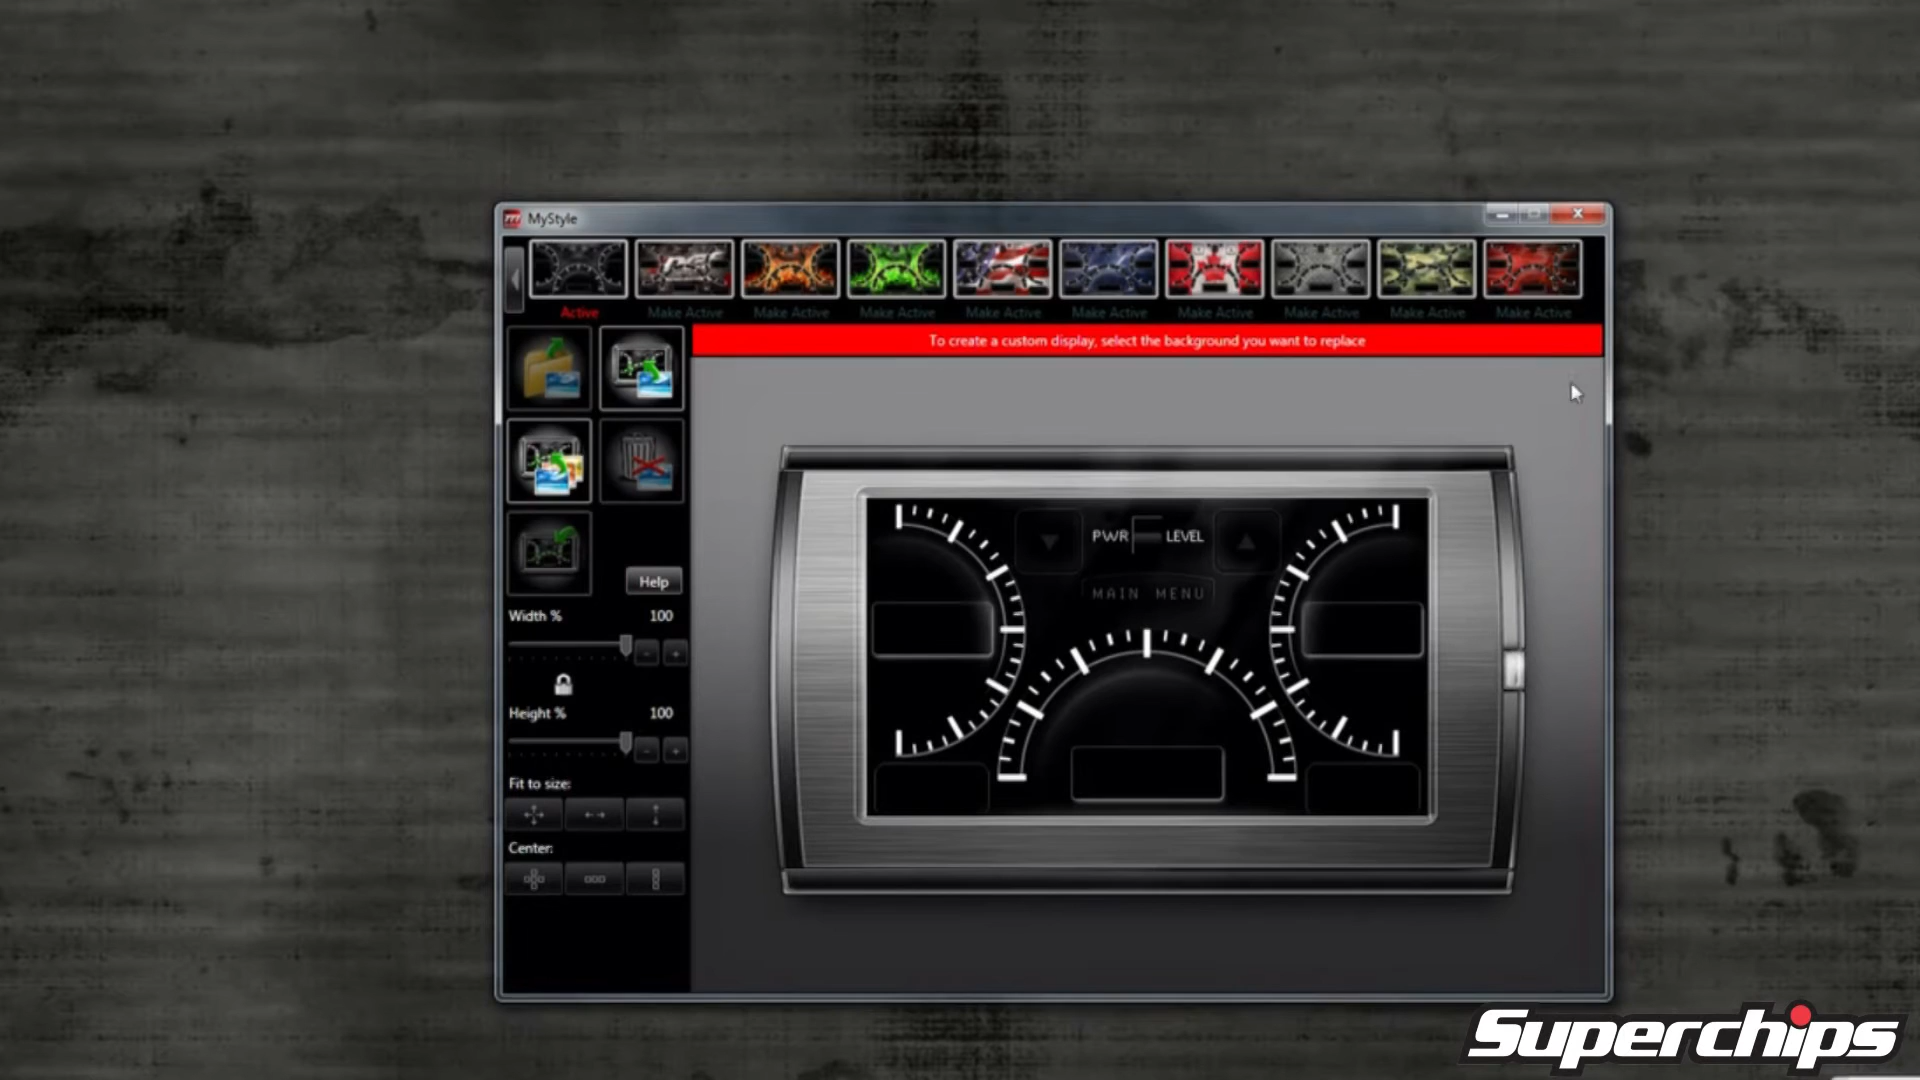 MyStyle
Active
Make Active
Make Active
Make Active
Make Active
Make Active
Make Active
Make Active
Make Active
Make Active
To create a custom display, select the background you want to replace
Help
Width %
100
Height %
100
Fit to size:
Center:
PWR
LEVEL
MAIN MENU
Superchips